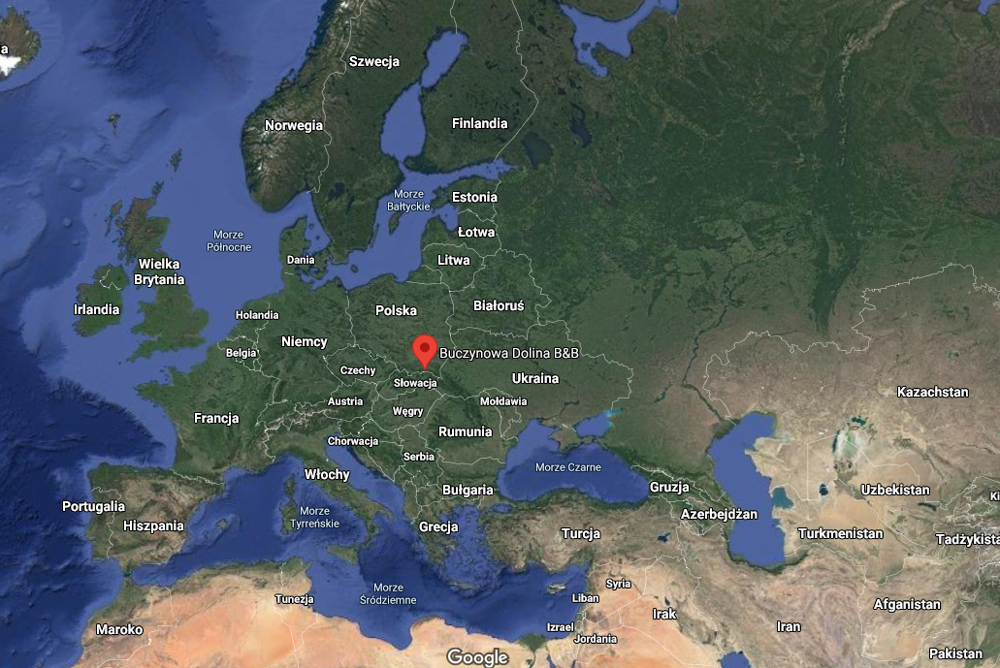 a
Szwecja
Norwegia
Finlandia
Morze
Bałtyckie
Estonia
Morze
Północne
Łotwa
Dania
Litwa
Wielka
Brytania
Irlandia
Holandia
Polska
Białoruś
Belgia
Niemcy
Buczynowa Dolina B&B
Czechy
Słowacja
Ukraina
Kazachstan
Austria
Mołdawia
Francja
Węgry
Chorwacja
Rumunia
Serbia
Morze Czarne
Włochy
Bułgaria
Gruzja
Uzbekistan
Portugalia
Morze
Tyrreńskie
Azerbejdżan
Ki
Hiszpania
Grecja
Turcja
Turkmenistan
Tadżykista
Morze
Śródziemne
Syria
Tunezja
Liban
Afganistan
Maroko
Izrael
Irak
Iran
Jordania
Pakistan
Google